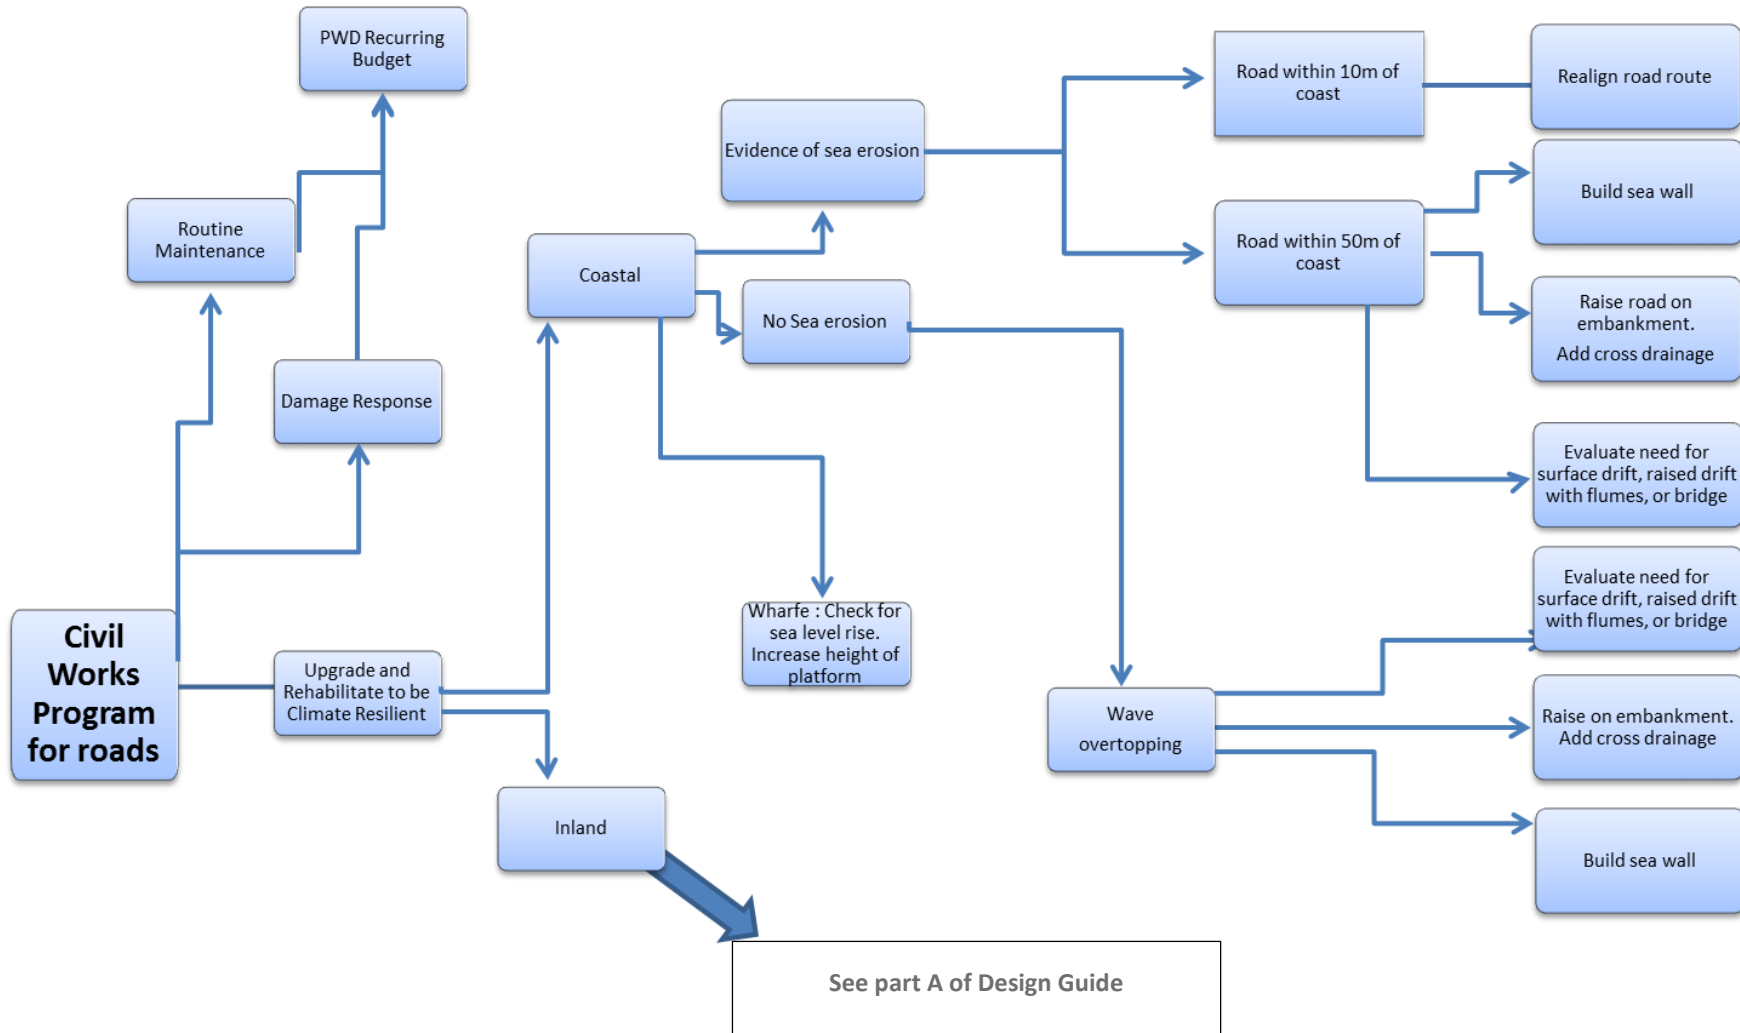 PWD Recurring
Budget
Routine
Maintenance
Damage Response
Civil
Works
Program
for roads
Upgrade and
Rehabilitate to be
Climate Resilient
Coastal
Inland
Evidence of sea erosion
No Sea erosion
Wharfe : Check for
sea level rise.
Increase height of
platform
Wave
overtopping
Road within 10m of
coast
Road within 50m of
coast
Realign road route
Build sea wall
Raise road on
embankment.
Add cross drainage
Evaluate need for
surface drift, raised drift
with flumes, or bridge
Evaluate need for
surface drift, raised drift
with flumes, or bridge
Raise on embankment.
Add cross drainage
Build sea wall
See part A of Design Guide